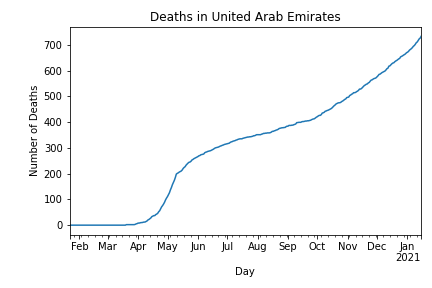 Deaths in United Arab Emirates
Number of Deaths
700
600
500
400
300
200
100
0
Feb Mar Apr May Jun Jul Aug Sep Oct Nov Dec Jan
2021
Day